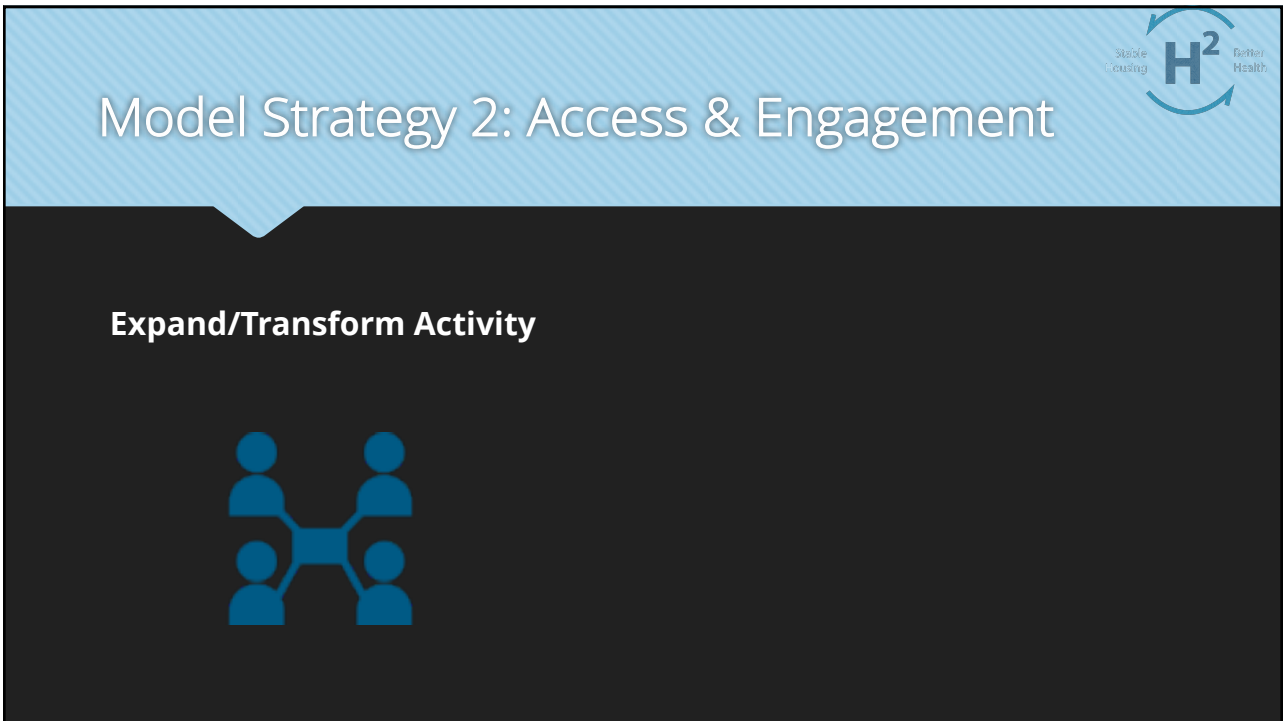 Stable
Housing
H²
Better
Health
Model Strategy 2: Access & Engagement
Expand/Transform Activity